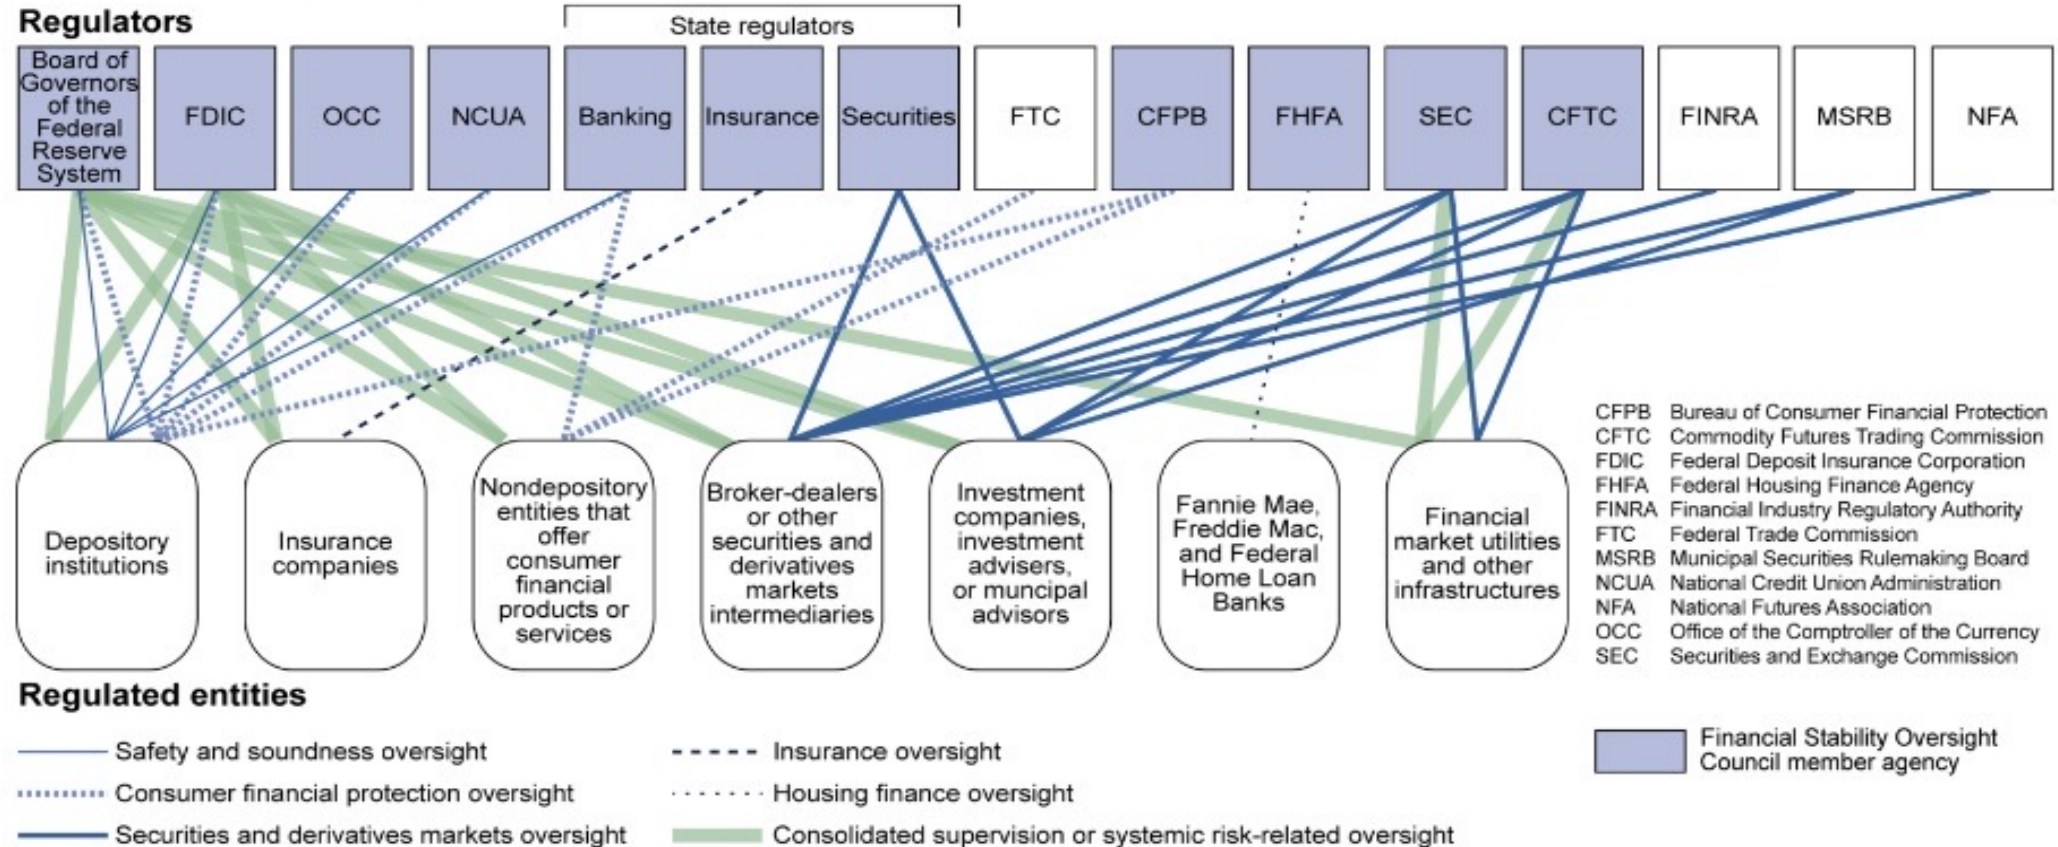 Regulators
State regulators
Board of
Governors
of the
Federal
Reserve
System
FDIC
OCC
NCUA
Banking
Insurance
Securities
FTC
CFPB
FHFA
SEC
CFTC
FINRA
MSRB
NFA
Depository
institutions
Insurance
companies
Nondepository
entities that
offer
consumer
financial
products or
services
Broker-dealers
or other
securities and
derivatives
markets
intermediaries
Investment
companies,
investment
advisers,
or muncipal
advisors
Fannie Mae,
Freddie Mac,
and Federal
Home Loan
Banks
Financial
market utilities
and other
infrastructures
CFPB Bureau of Consumer Financial Protection
CFTC Commodity Futures Trading Commission
FDIC Federal Deposit Insurance Corporation
FHFA Federal Housing Finance Agency
FINRA Financial Industry Regulatory Authority
FTC Federal Trade Commission
MSRB Municipal Securities Rulemaking Board
NCUA National Credit Union Administration
NFA National Futures Association
OCC Office of the Comptroller of the Currency
SEC Securities and Exchange Commission
Regulated entities
Safety and soundness oversight
Consumer financial protection oversight
Securities and derivatives markets oversight
Insurance oversight
Housing finance oversight
Consolidated supervision or systemic risk-related oversight
Financial Stability Oversight
Council member agency